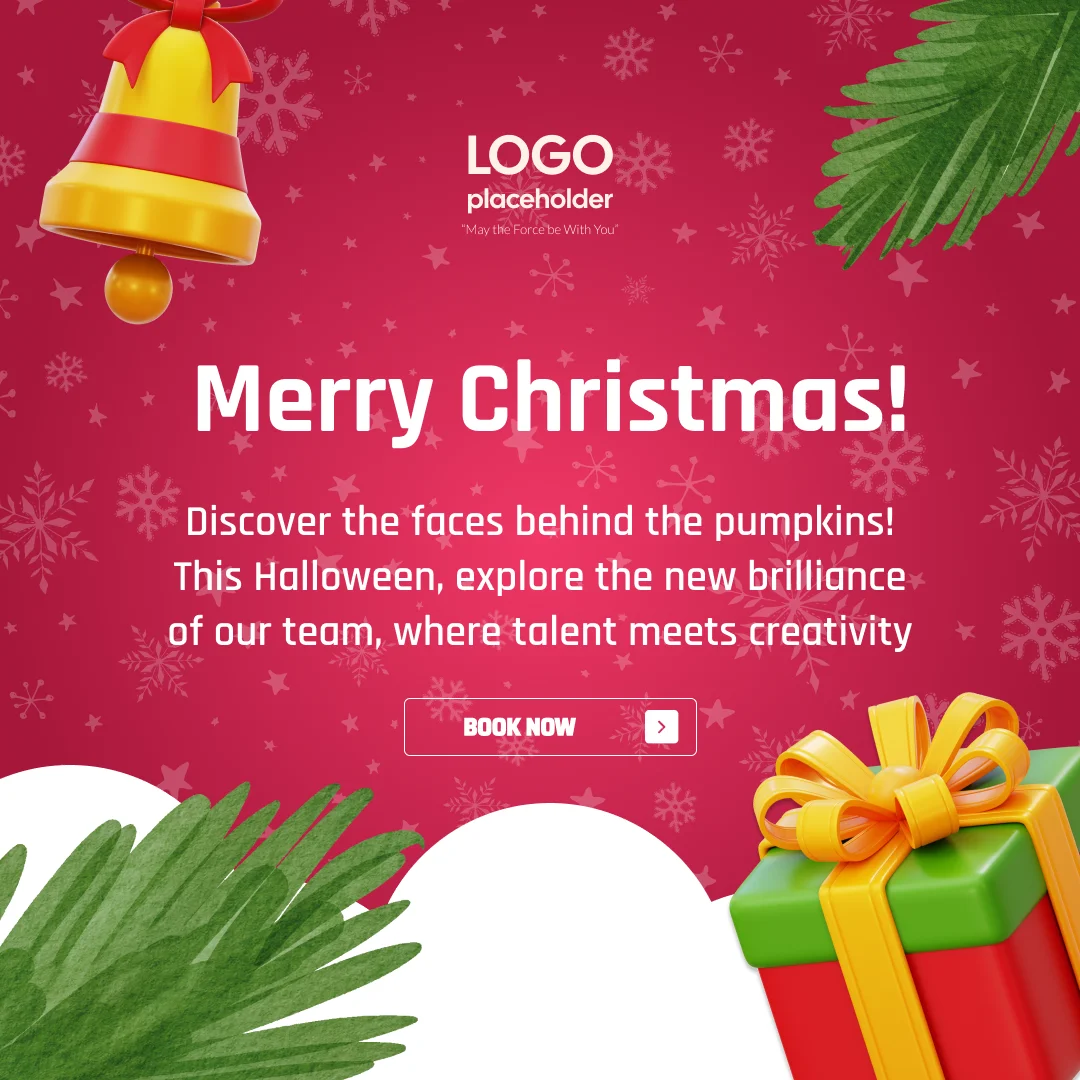 LOGO
placeholder
"May the Force be With You"
Merry Christmas!
Discover the faces behind the pumpkins!
This Halloween, explore the new brilliance
of our team, where talent meets creativity
BOOK NOW